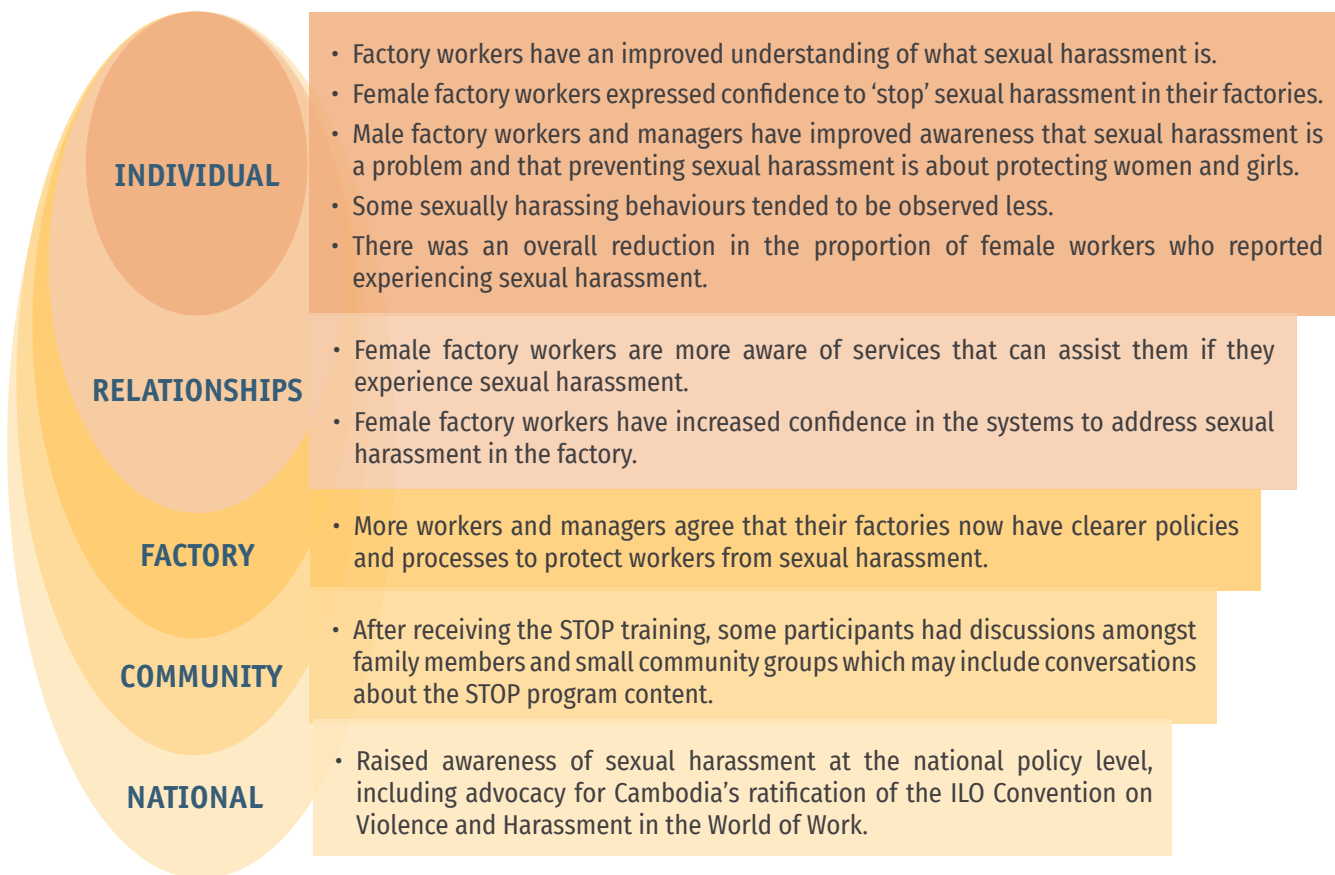 INDIVIDUAL
• Factory workers have an improved understanding of what sexual harassment is.
• Female factory workers expressed confidence to ‘stop’ sexual harassment in their factories.
• Male factory workers and managers have improved awareness that sexual harassment is
a problem and that preventing sexual harassment is about protecting women and girls.
• Some sexually harassing behaviours tended to be observed less.
• There was an overall reduction in the proportion of female workers who reported
experiencing sexual harassment.
RELATIONSHIPS
• Female factory workers are more aware of services that can assist them if they
experience sexual harassment.
• Female factory workers have increased confidence in the systems to address sexual
harassment in the factory.
FACTORY
• More workers and managers agree that their factories now have clearer policies
and processes to protect workers from sexual harassment.
COMMUNITY
• After receiving the STOP training, some participants had discussions amongst
family members and small community groups which may include conversations
about the STOP program content.
NATIONAL
• Raised awareness of sexual harassment at the national policy level,
including advocacy for Cambodia’s ratification of the ILO Convention on
Violence and Harassment in the World of Work.